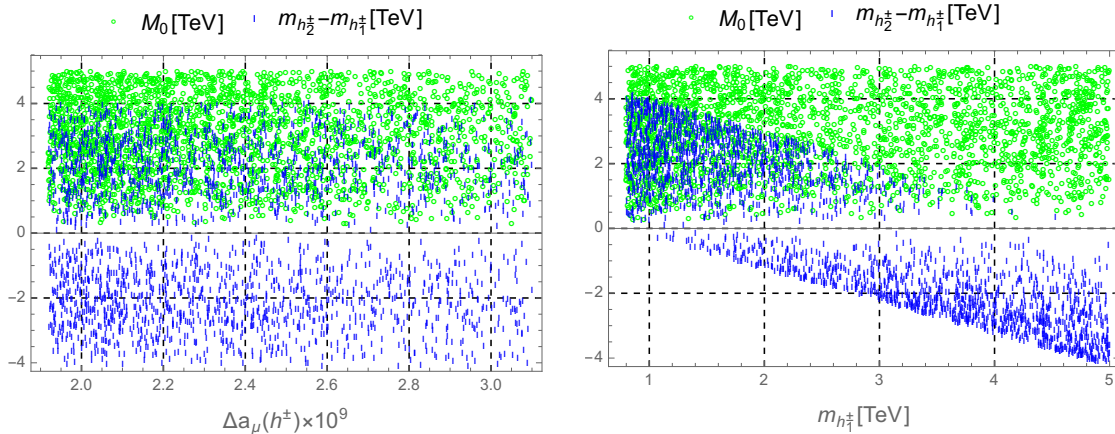 M₀[TeV] m_{h₂^±}−m_{h₁^±}[TeV]
4
2
0
−2
−4
2.0 2.2 2.4 2.6 2.8 3.0
Δa_μ(h^±)×10⁹
M₀[TeV] m_{h₂^±}−m_{h₁^±}[TeV]
4
2
0
−2
−4
1 2 3 4 5
m_{h₁^±}[TeV]